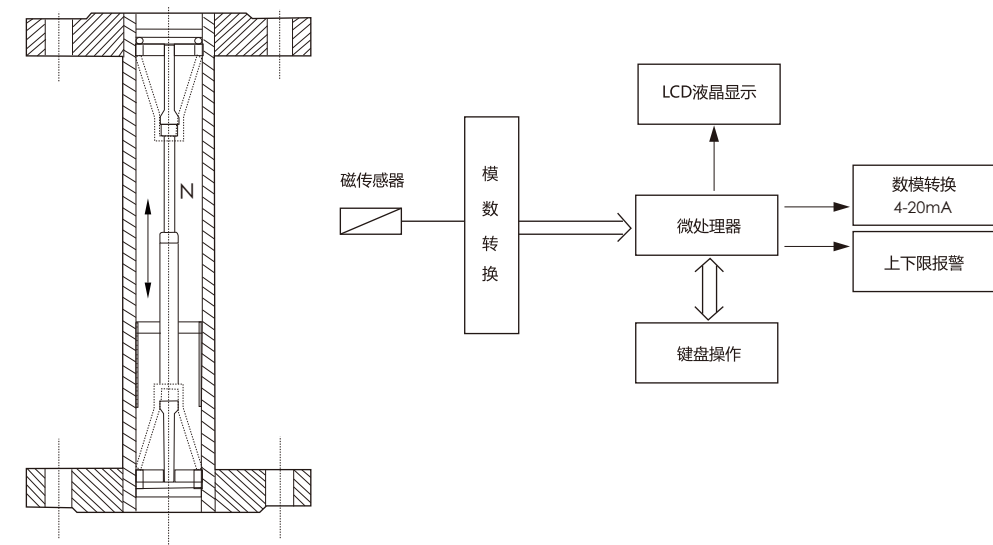 N
磁传感器
模
数
转
换
LCD液晶显示
微处理器
键盘操作
数模转换
4-20mA
上下限报警